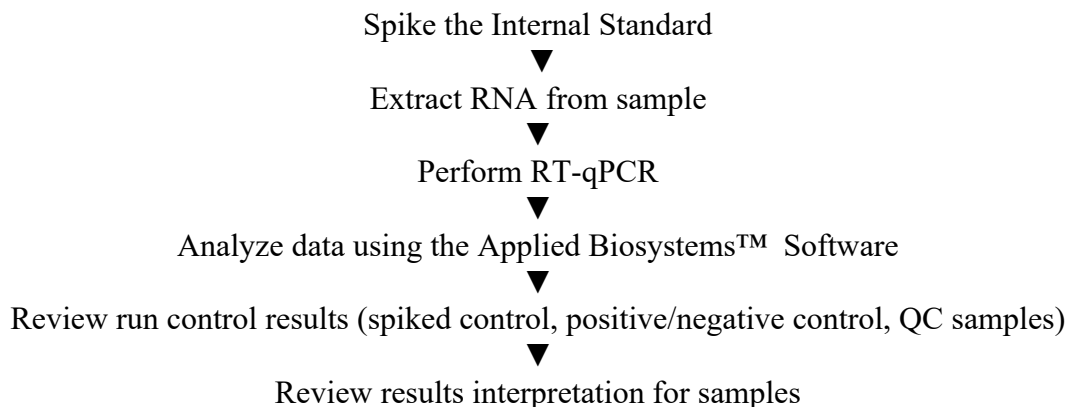 Spike the Internal Standard
Extract RNA from sample
Perform RT-qPCR
Analyze data using the Applied Biosystems™ Software
Review run control results (spiked control, positive/negative control, QC samples)
Review results interpretation for samples